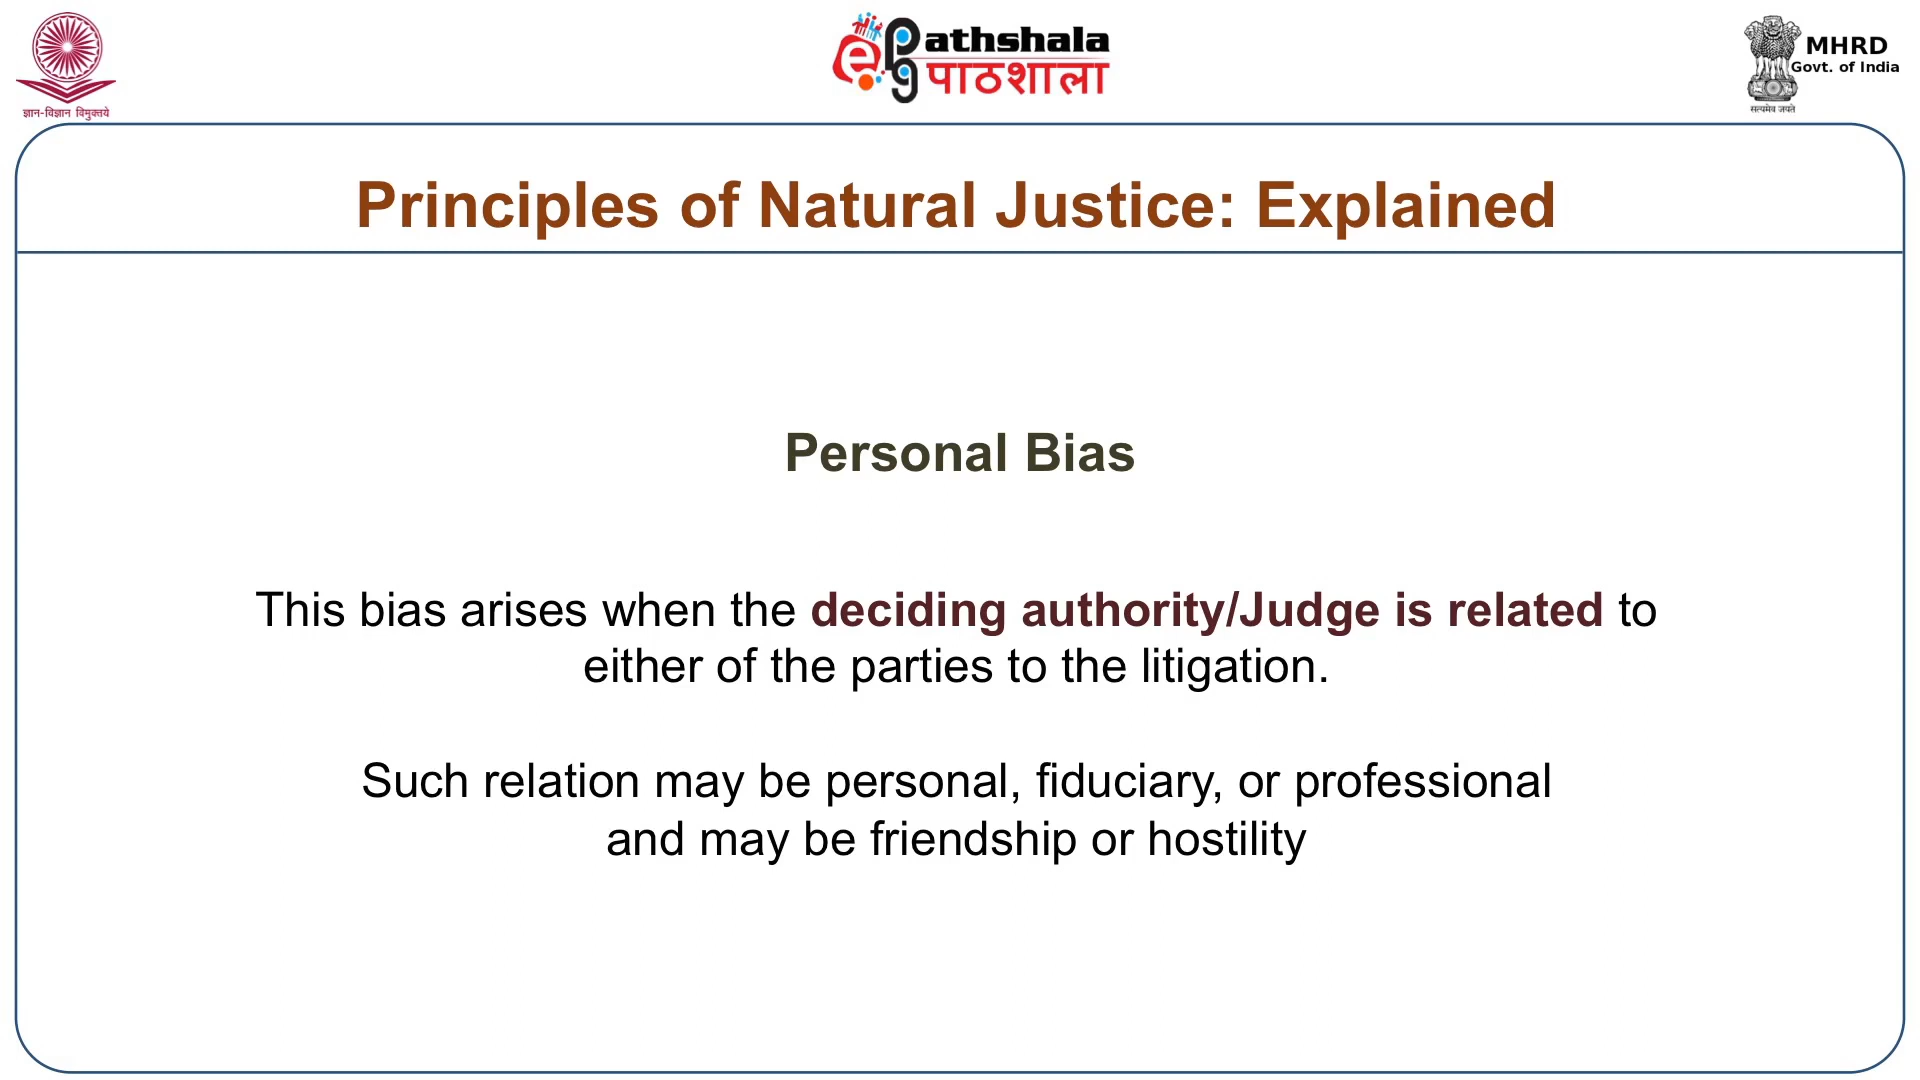 ज्ञान-विज्ञान विमुक्तये
ePathshala
पाठशाला
MHRD
Govt. of India
सत्यमेव जयते
Principles of Natural Justice: Explained
Personal Bias
This bias arises when the deciding authority/Judge is related to
either of the parties to the litigation.
Such relation may be personal, fiduciary, or professional
and may be friendship or hostility